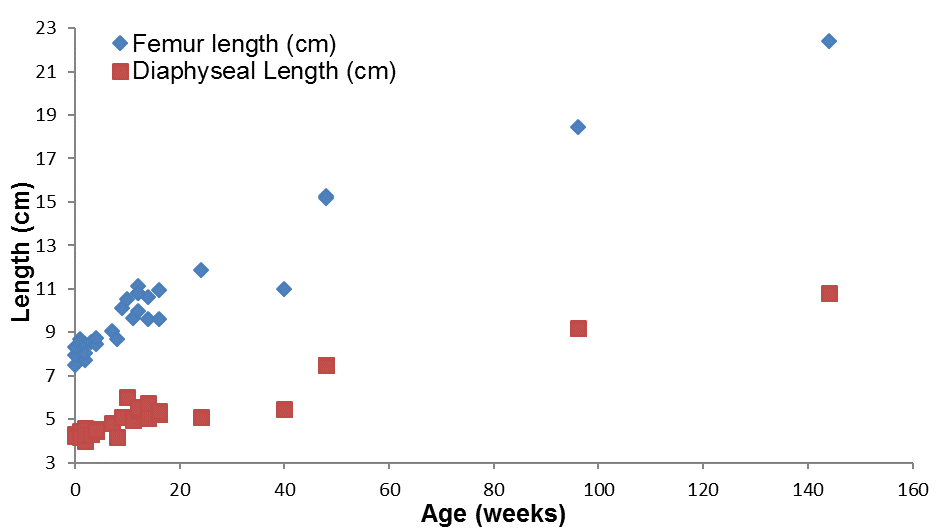 23
21
19
17
15
13
11
9
7
5
3
Length (cm)
Femur length (cm)
Diaphyseal Length (cm)
0 20 40 60 80 100 120 140 160
Age (weeks)